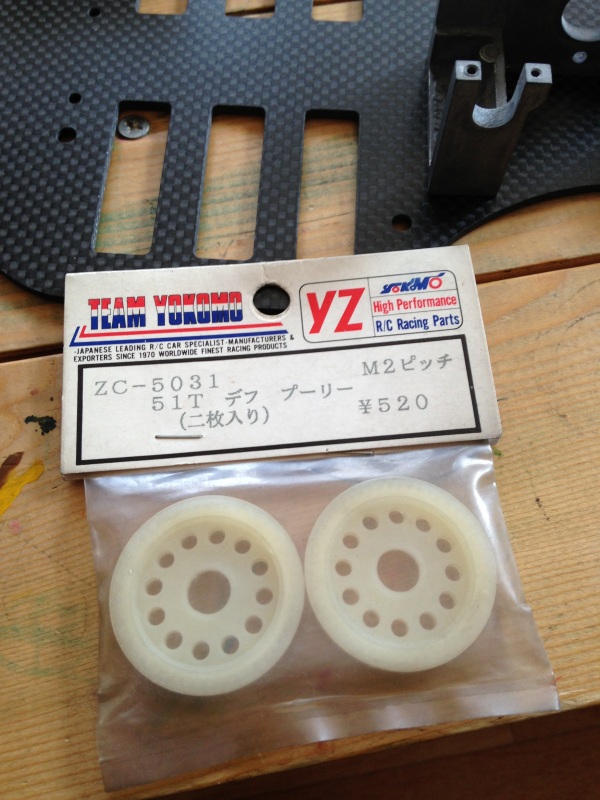 TEAM YOKOMO
-JAPANESE LEADING R/C CAR SPECIALIST-MANUFACTURERS &
EXPORTERS SINCE 1970 WORLDWIDE FINEST RACING PRODUCTS
YZ
YOKOMO
High Performance
R/C Racing Parts
ZC-5031
M2ピッチ
51T デフ プーリー
(二枚入り)
¥520